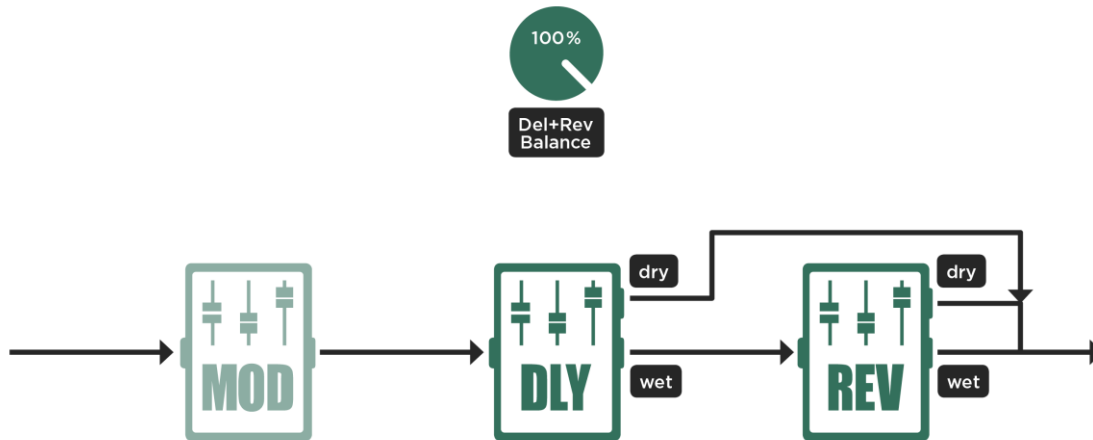 100%
Del+Rev
Balance
dry
dry
MOD
DLY
REV
wet
wet